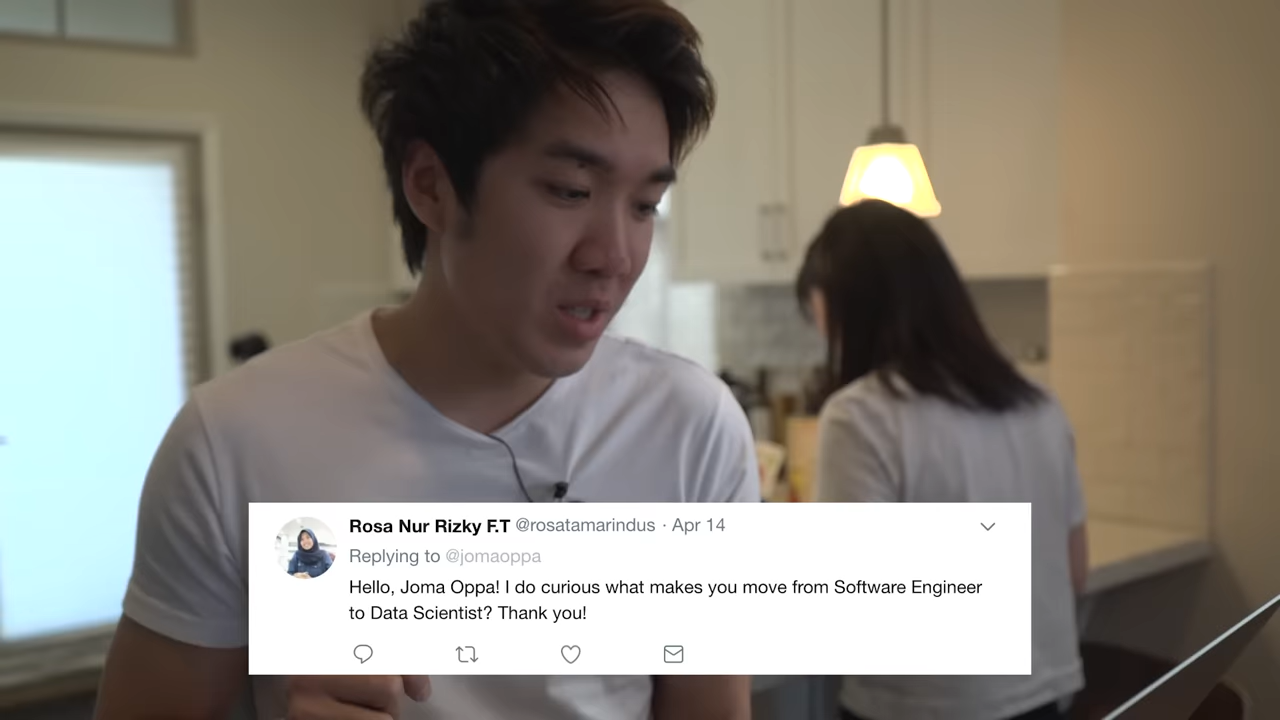 Rosa Nur Rizky F.T @rosatamarindus · Apr 14
Replying to @jomaoppa
Hello, Joma Oppa! I do curious what makes you move from Software Engineer
to Data Scientist? Thank you!